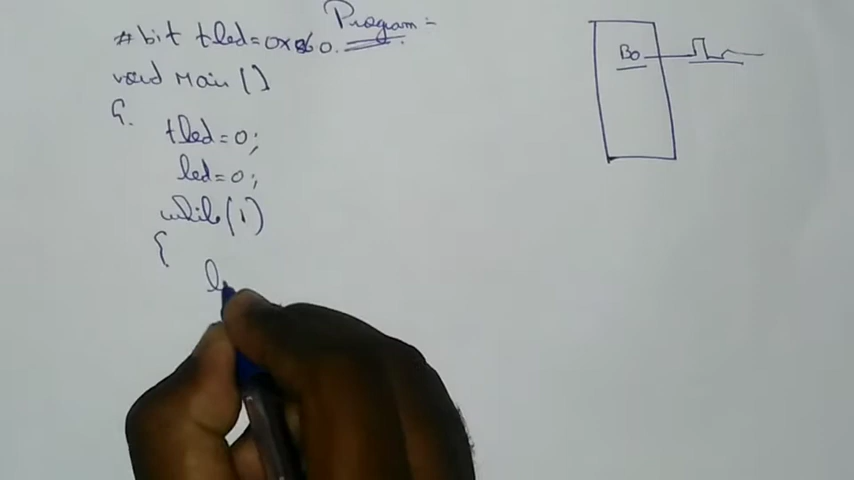 Program:-
#bit tled=0x860.
void Main ()
{.
tled=0;
led=0;
while(1)
{
l
B0